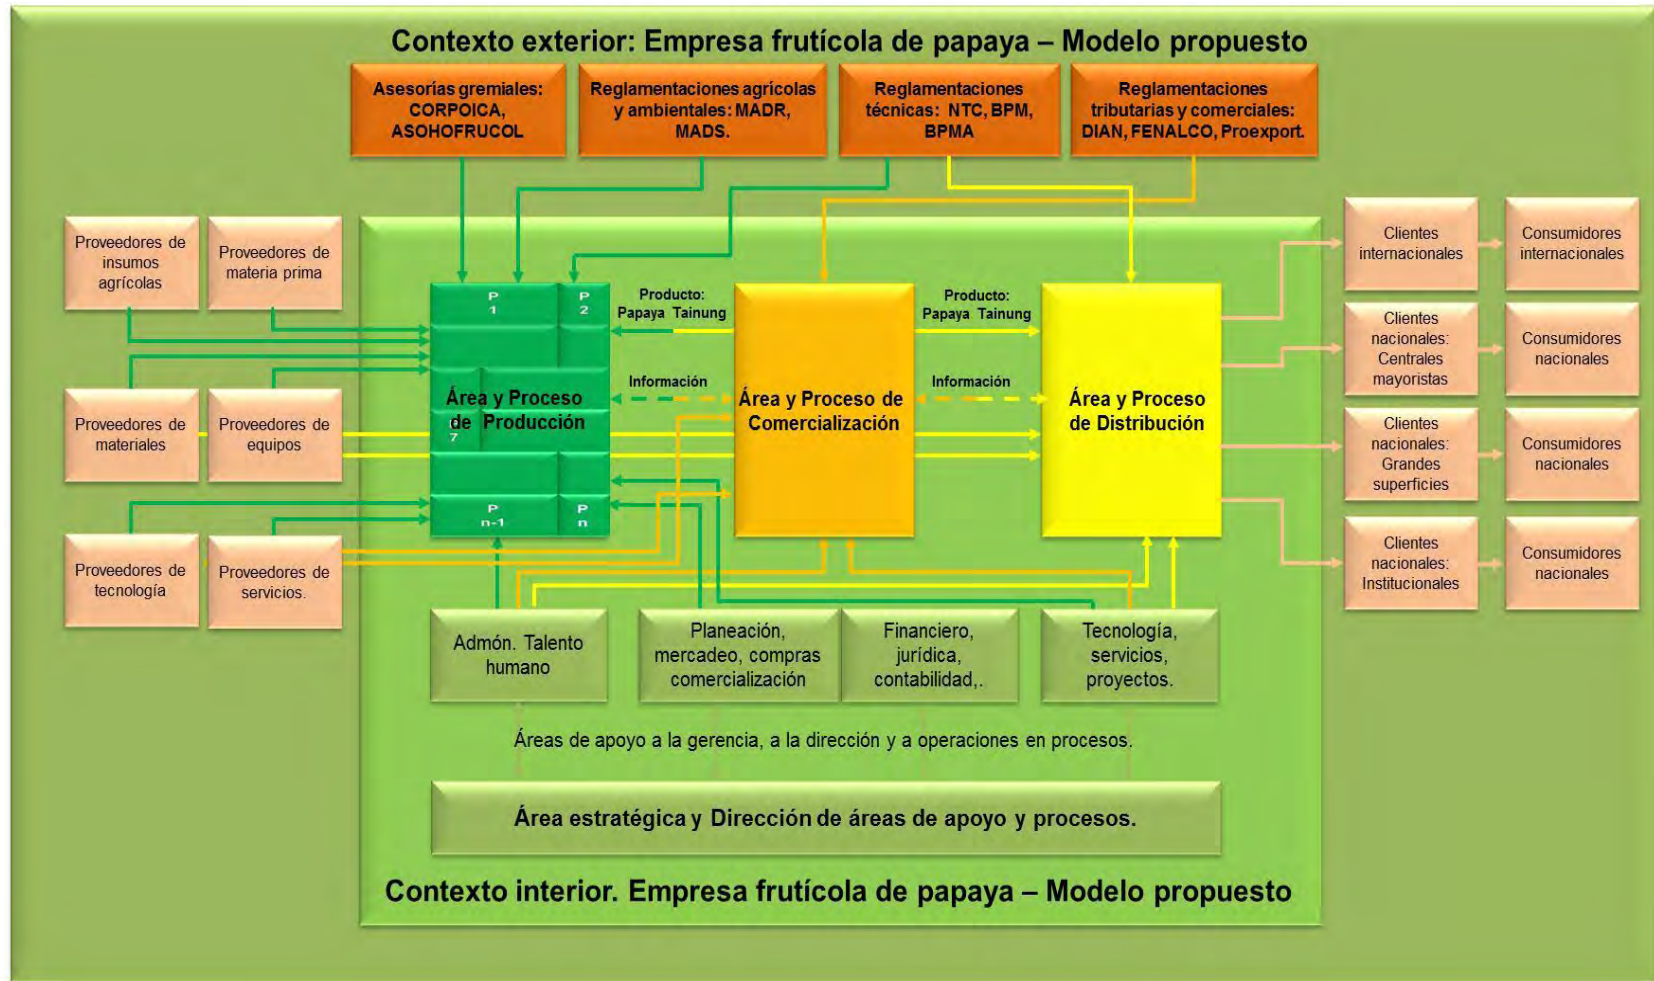 Contexto exterior: Empresa frutícola de papaya – Modelo propuesto
Asesorías gremiales:
CORPOICA,
ASOHOFRUCOL
Reglamentaciones agrícolas
y ambientales: MADR,
MADS.
Reglamentaciones
técnicas: NTC, BPM,
BPMA
Reglamentaciones
tributarias y comerciales:
DIAN, FENALCO, Proexport.
Proveedores de
insumos
agrícolas
Proveedores de
materia prima
Proveedores de
materiales
Proveedores de
equipos
Proveedores de
tecnología
Proveedores de
servicios.
P
1
P
2
Área y Proceso
de Producción
7
P
n-1
P
n
Producto:
Papaya Tainung
Información
Área y Proceso de
Comercialización
Producto:
Papaya Tainung
Información
Área y Proceso
de Distribución
Clientes
internacionales
Consumidores
internacionales
Clientes
nacionales:
Centrales
mayoristas
Consumidores
nacionales
Clientes
nacionales:
Grandes
superficies
Consumidores
nacionales
Clientes
nacionales:
Institucionales
Consumidores
nacionales
Admón. Talento
humano
Planeación,
mercadeo, compras
comercialización
Financiero,
jurídica,
contabilidad,.
Tecnología,
servicios,
proyectos.
Áreas de apoyo a la gerencia, a la dirección y a operaciones en procesos.
Área estratégica y Dirección de áreas de apoyo y procesos.
Contexto interior. Empresa frutícola de papaya – Modelo propuesto